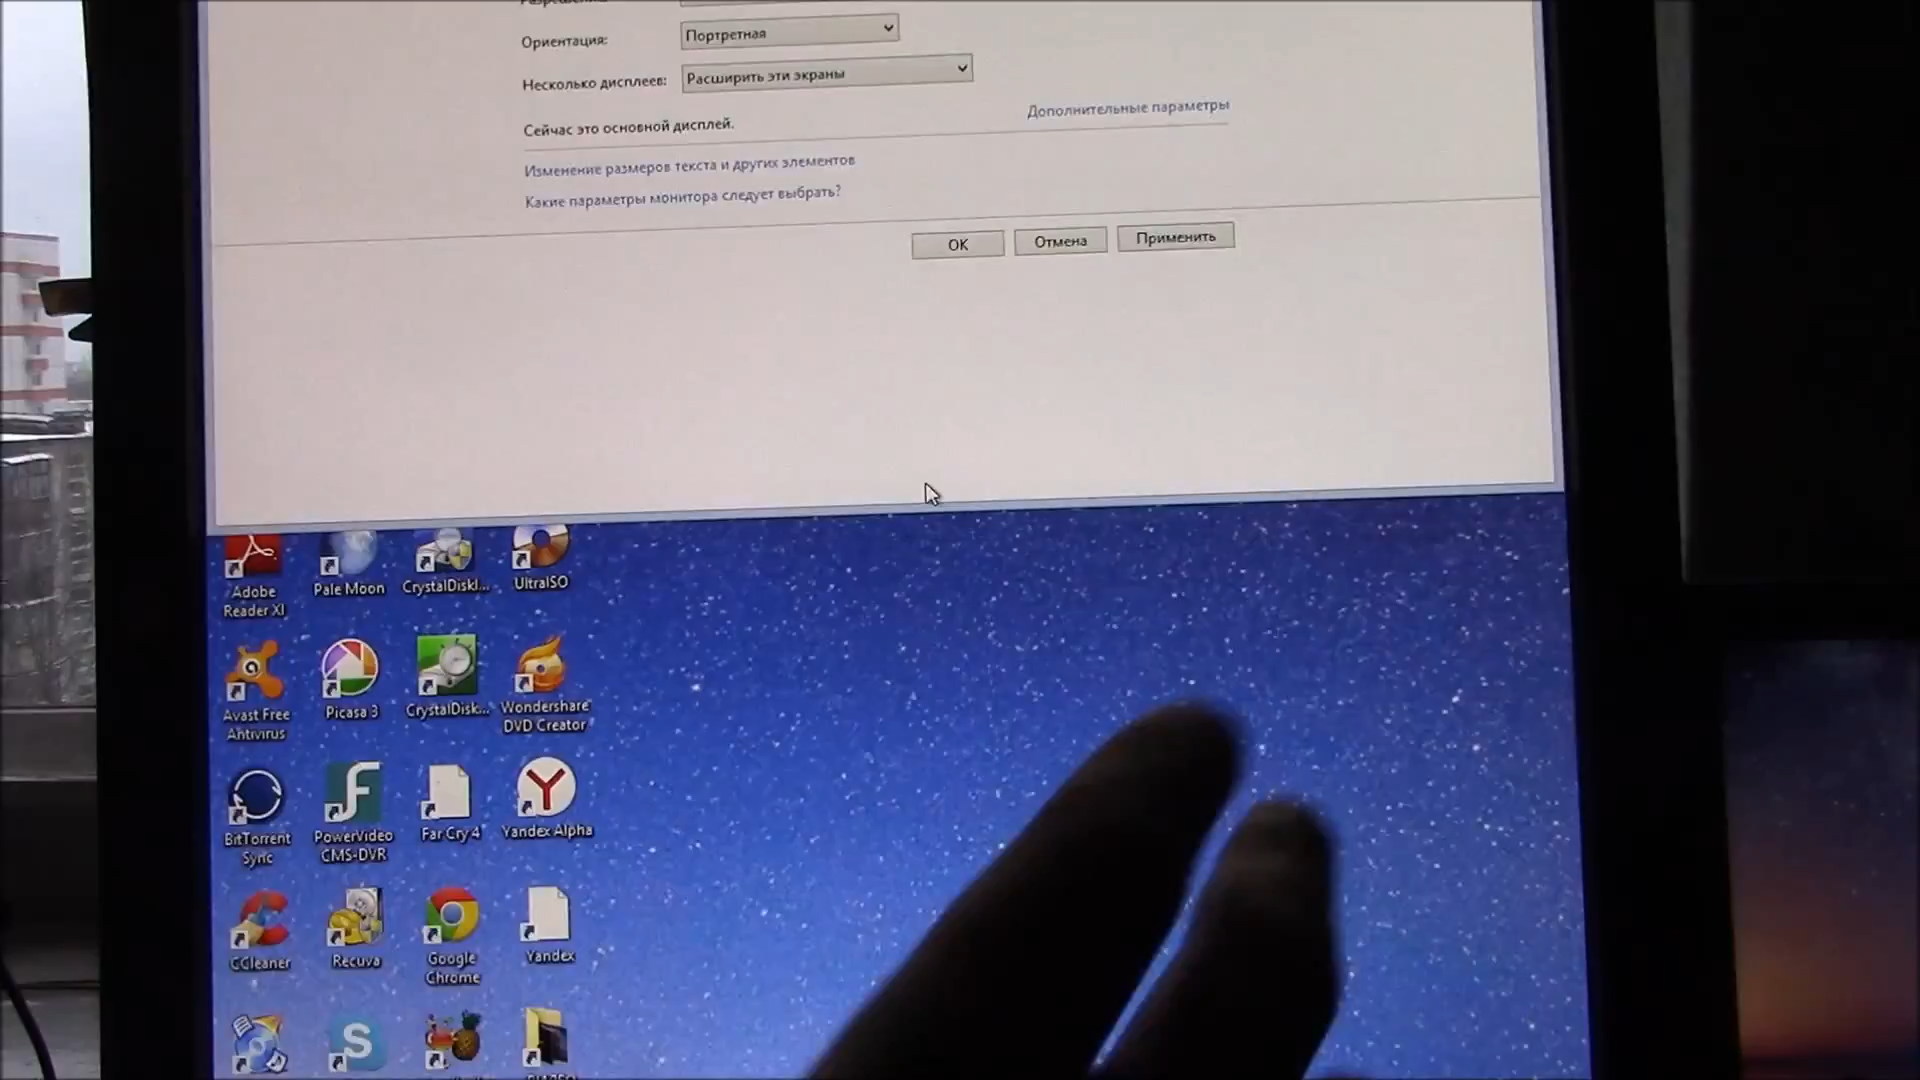 Ориентация:
Портретная
Несколько дисплеев:
Расширить эти экраны
Сейчас это основной дисплей.
Дополнительные параметры
Изменение размеров текста и других элементов
Какие параметры монитора следует выбрать?
OK
Отмена
Применить
Adobe
Reader XI
Pale Moon
CrystalDiskI...
UltraISO
Avast Free
Antivirus
Picasa 3
CrystalDisk...
Wondershare
DVD Creator
BitTorrent
Sync
PowerVideo
CMS-DVR
Far Cry 4
Yandex Alpha
CCleaner
Recuva
Google
Chrome
Yandex